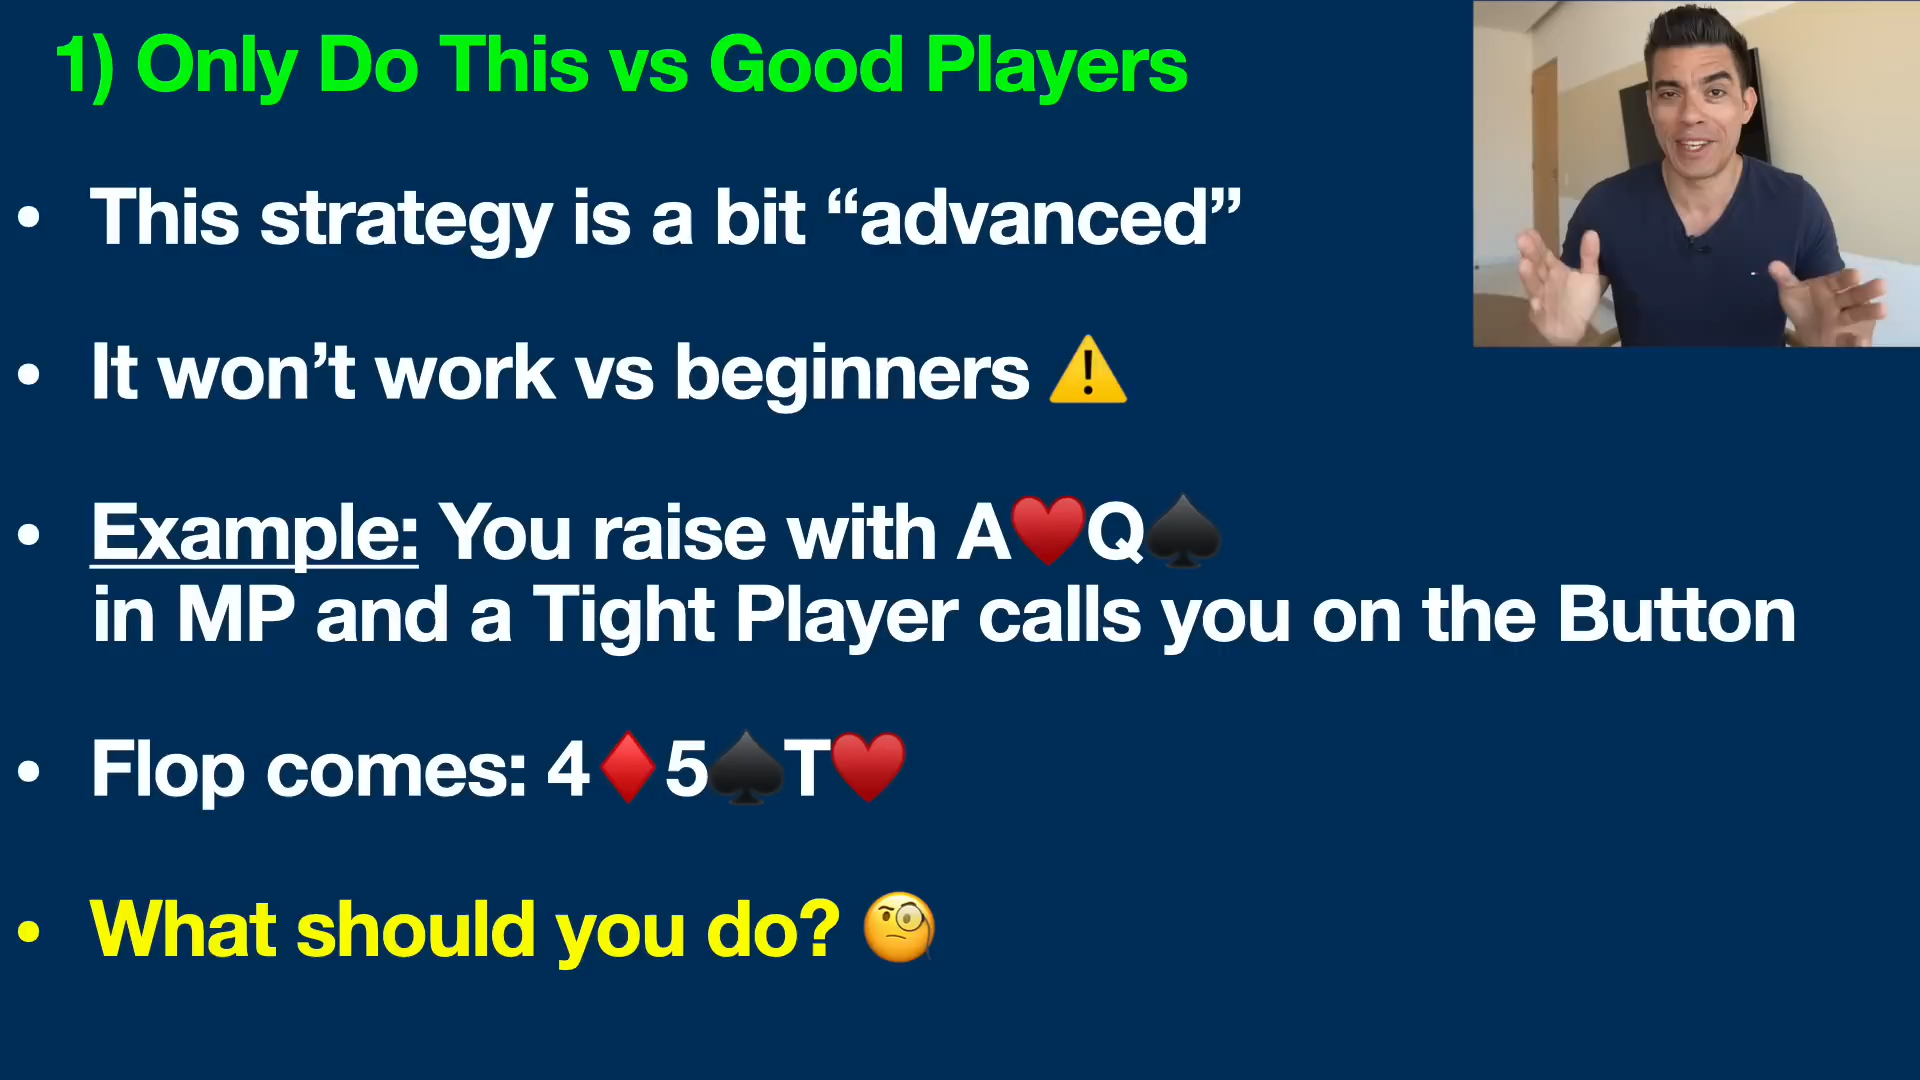 1) Only Do This vs Good Players
• This strategy is a bit “advanced”
• It won’t work vs beginners ⚠️
• Example: You raise with A♥️Q♠️
in MP and a Tight Player calls you on the Button
• Flop comes: 4♦️5♠️T♥️
• What should you do? 🧐